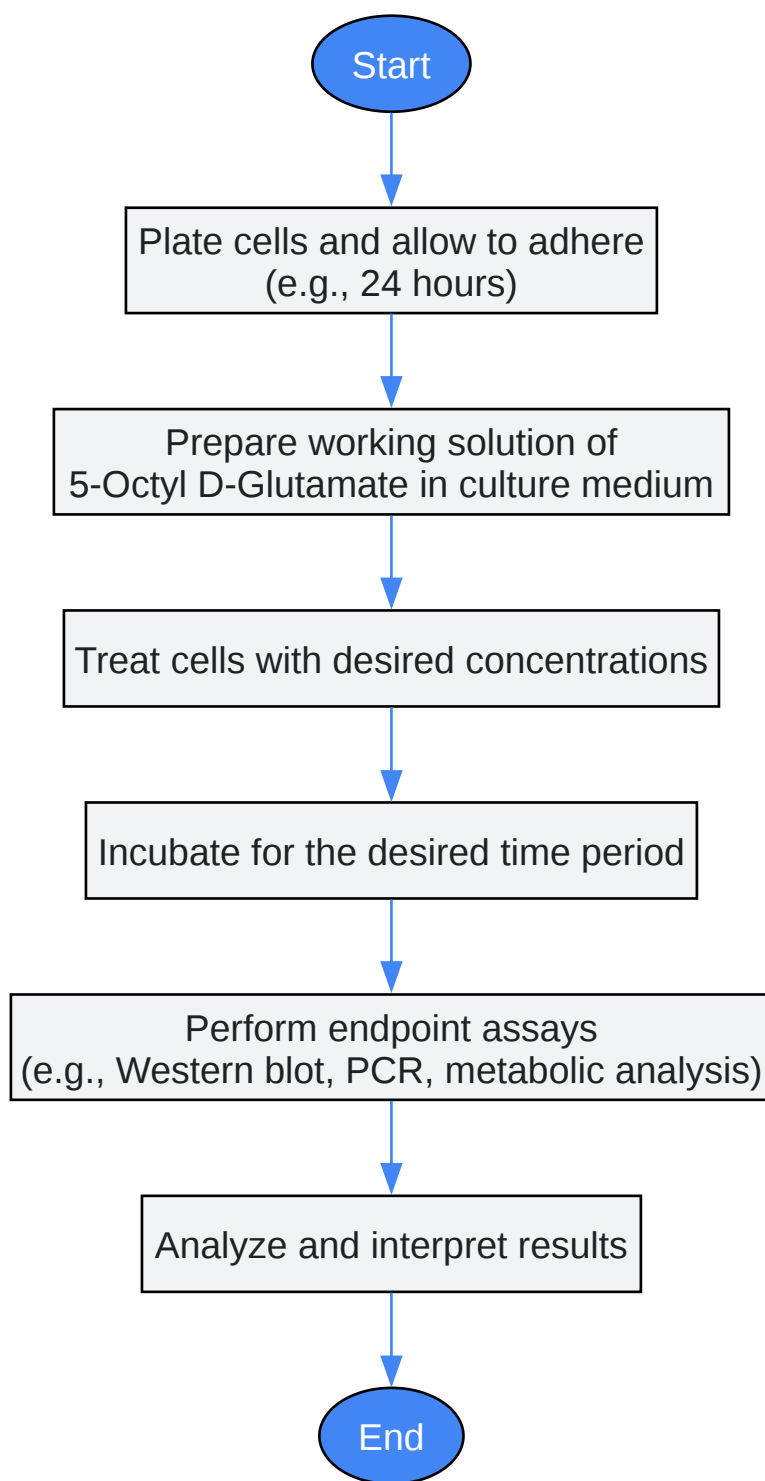 Start
Plate cells and allow to adhere
(e.g., 24 hours)
Prepare working solution of
5-Octyl D-Glutamate in culture medium
Treat cells with desired concentrations
Incubate for the desired time period
Perform endpoint assays
(e.g., Western blot, PCR, metabolic analysis)
Analyze and interpret results
End